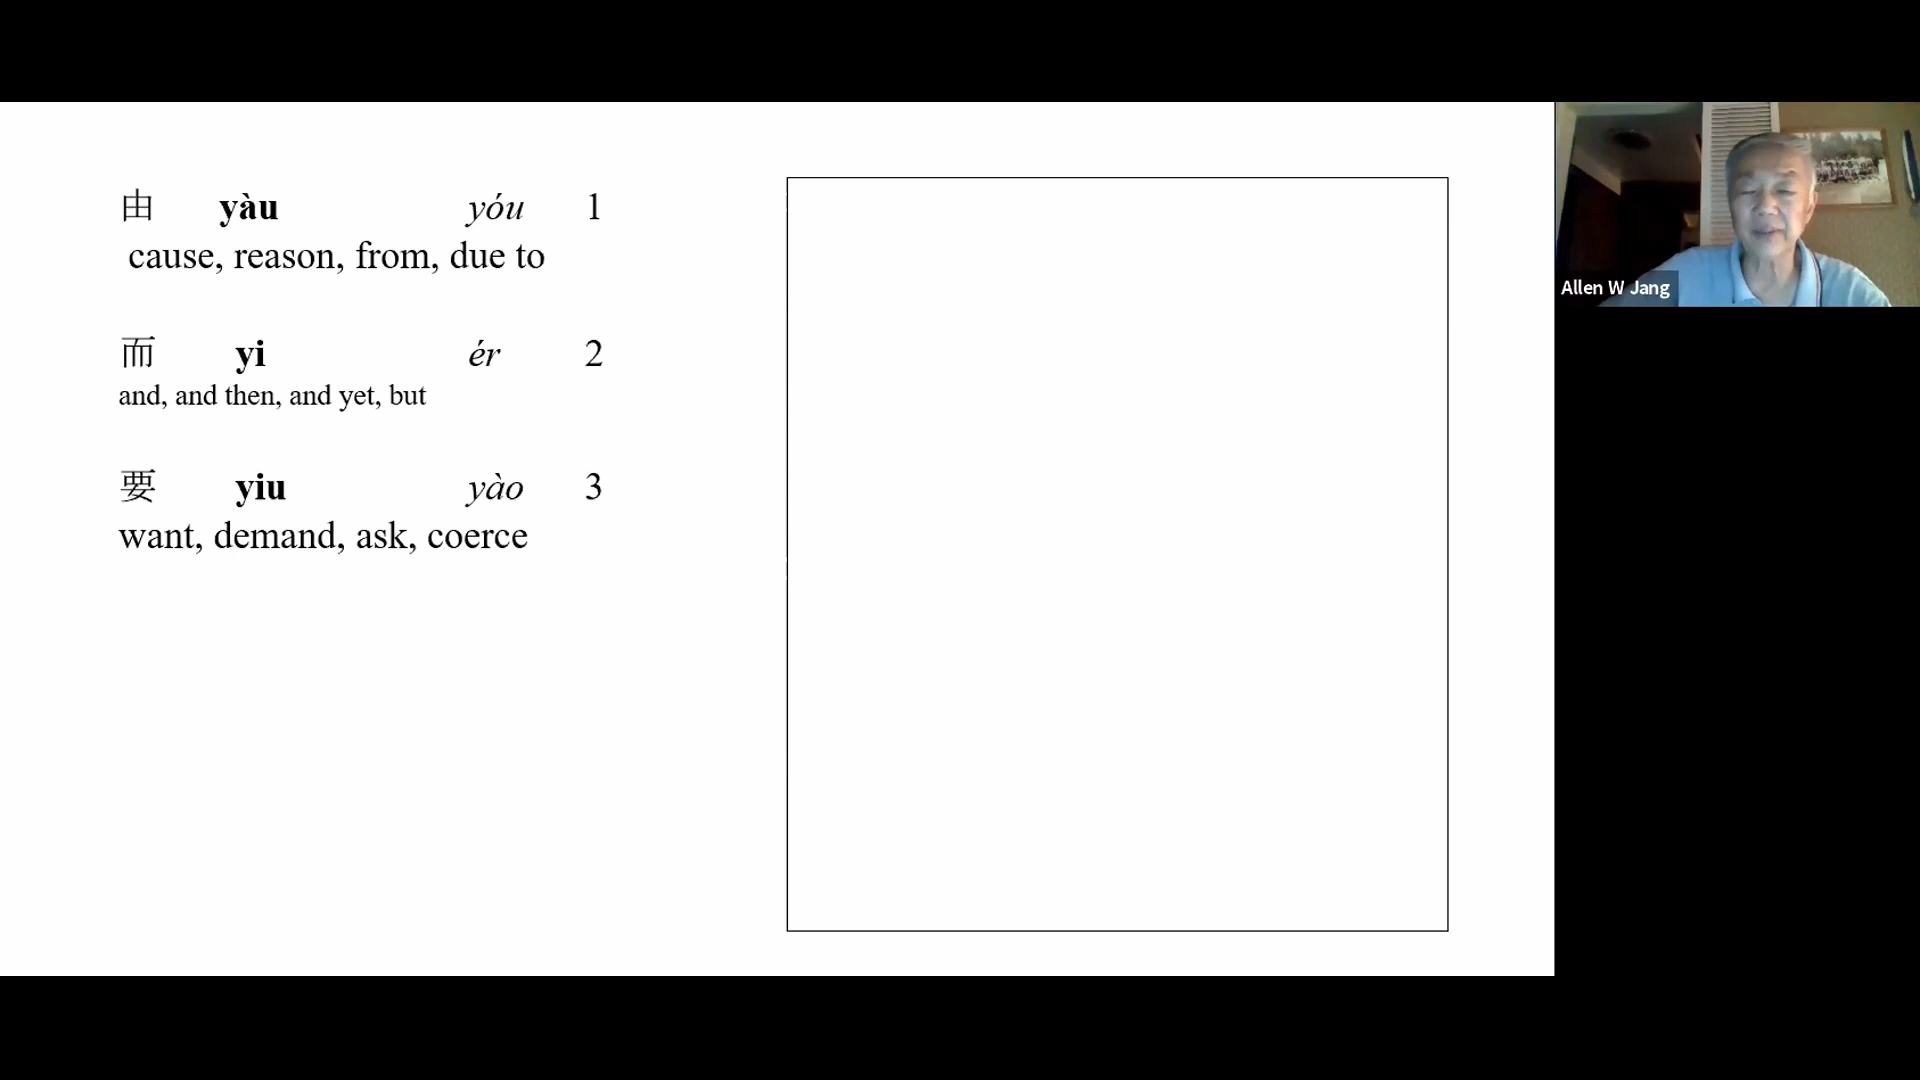 由 yàu yóu 1
cause, reason, from, due to
而 yi ér 2
and, and then, and yet, but
要 yiu yào 3
want, demand, ask, coerce
Allen W Jang